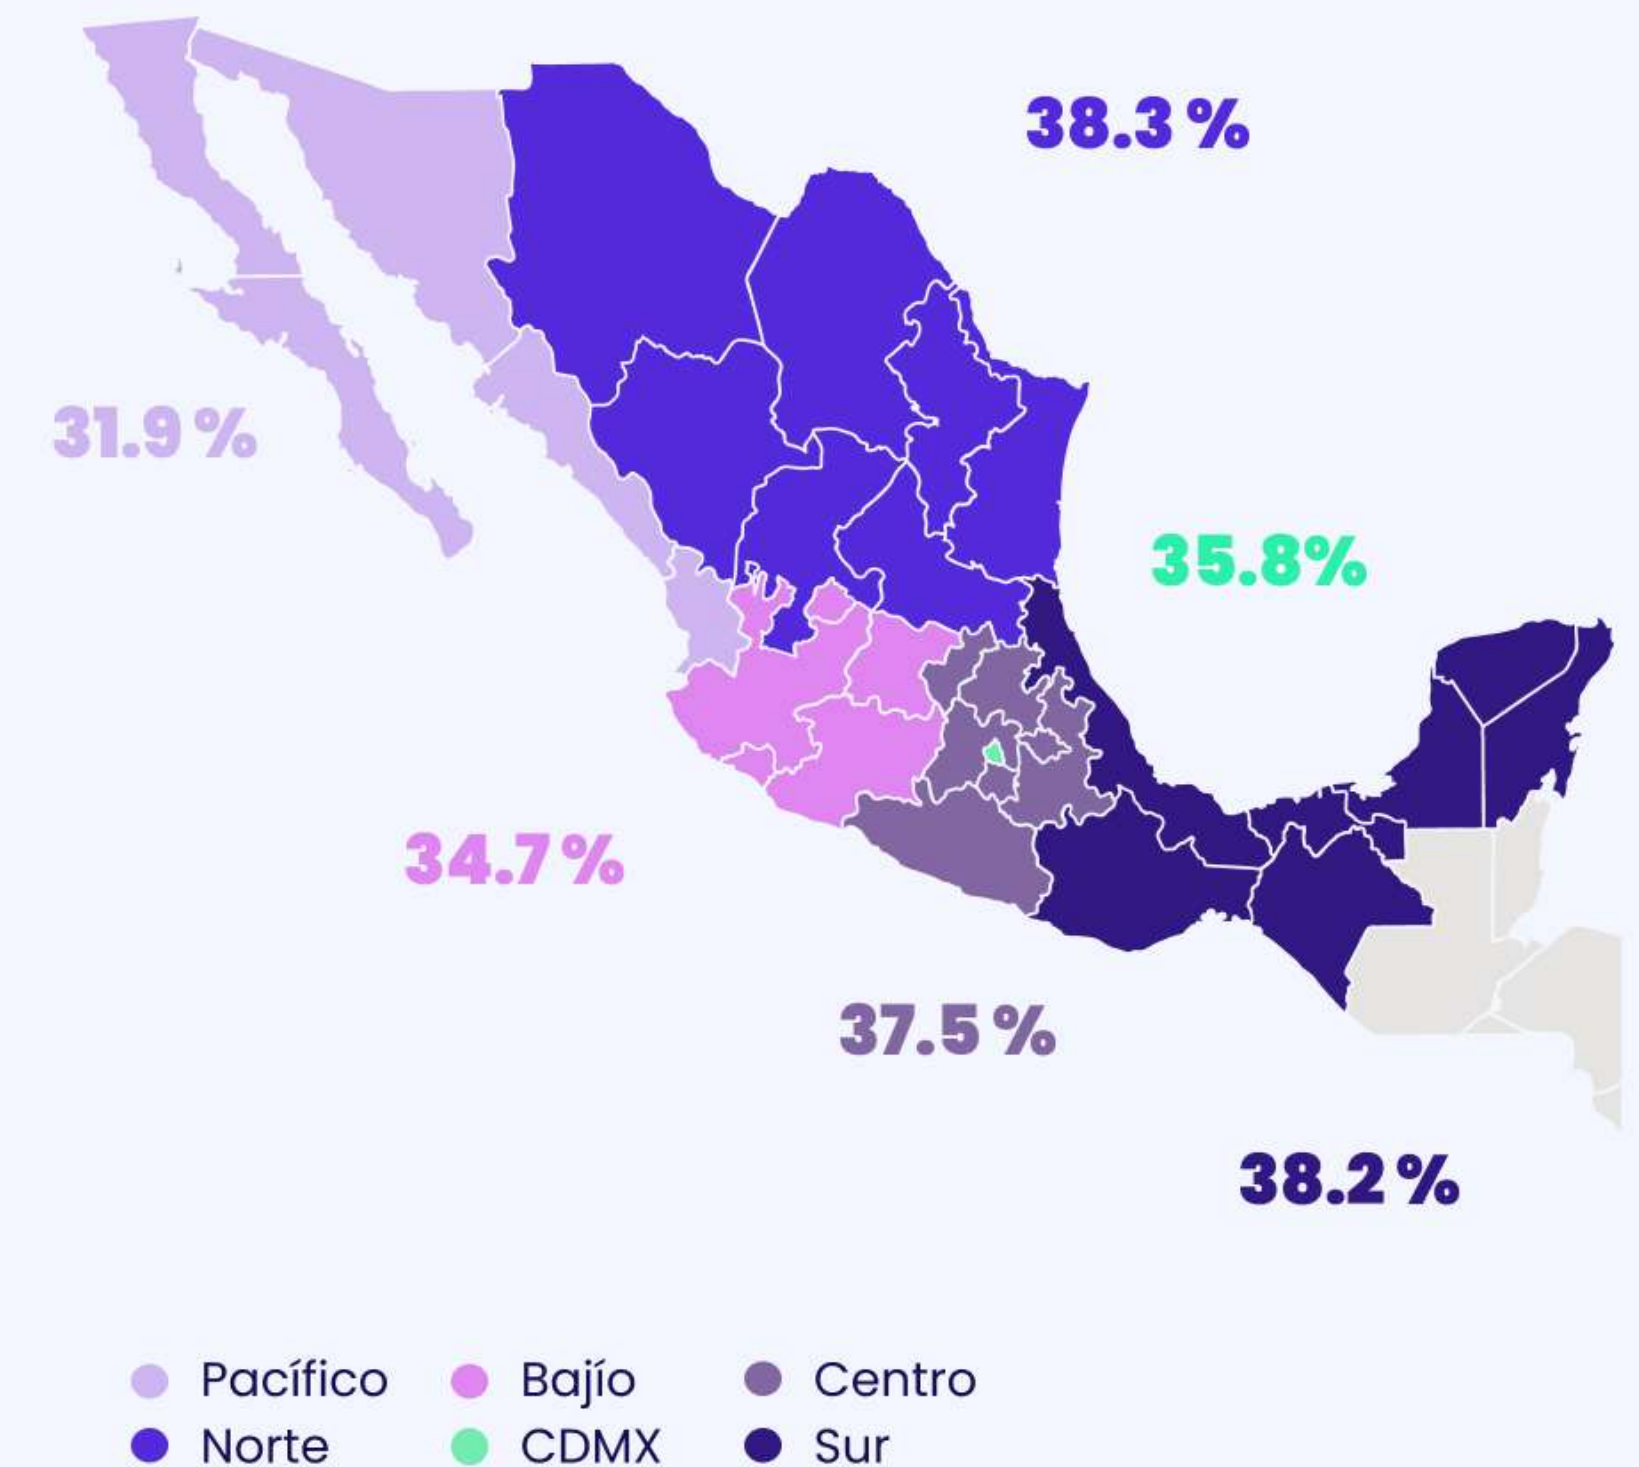 38.3 %
31.9 %
35.8%
34.7 %
37.5 %
38.2 %
Pacífico
Bajío
Centro
Norte
CDMX
Sur